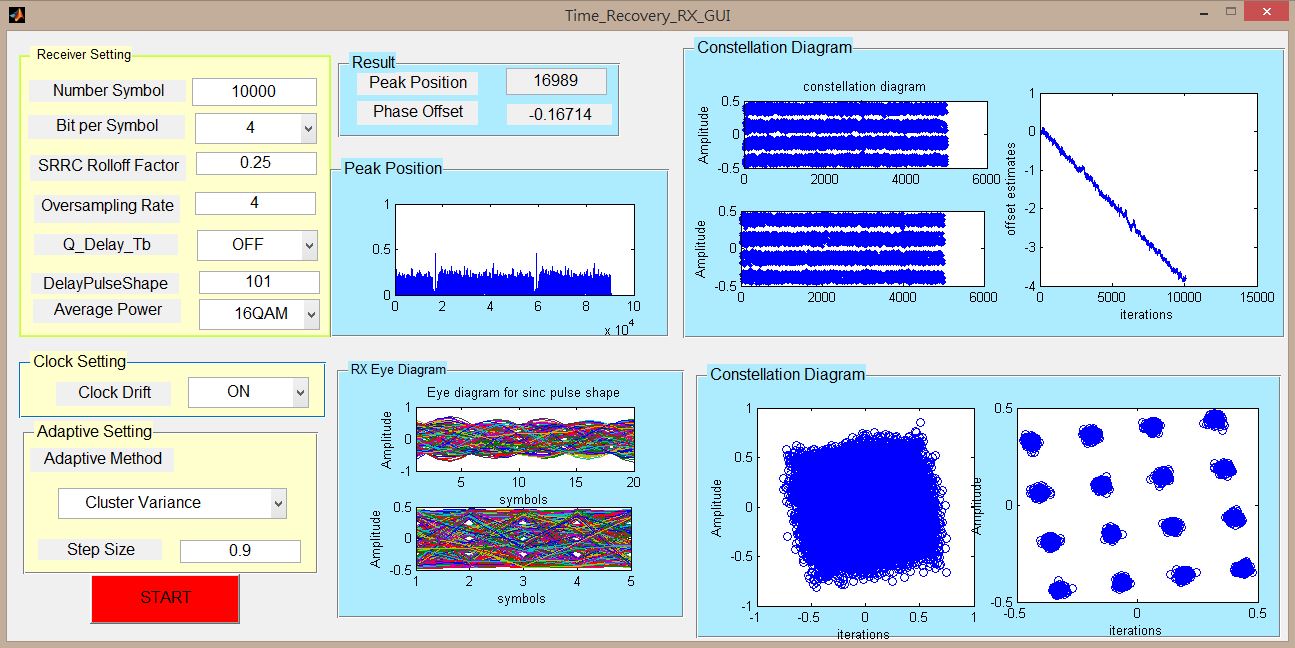 Time_Recovery_RX_GUI
Receiver Setting
Number Symbol
10000
Bit per Symbol
4
SRRC Rolloff Factor
0.25
Oversampling Rate
4
Q_Delay_Tb
OFF
DelayPulseShape
101
Average Power
16QAM
Clock Setting
Clock Drift
ON
Adaptive Setting
Adaptive Method
Cluster Variance
Step Size
0.9
START
Result
Peak Position
16989
Phase Offset
-0.16714
Peak Position
1
0.5
0
0
2
4
6
8
10
x 10^4
RX Eye Diagram
Eye diagram for sinc pulse shape
Amplitude
1
0
-1
5
10
15
20
symbols
Amplitude
0.5
0
-0.5
1
2
3
4
5
symbols
Constellation Diagram
constellation diagram
Amplitude
0.5
0
-0.5
0
2000
4000
6000
Amplitude
0.5
0
-0.5
0
2000
4000
6000
offset estimates
1
0
-1
-2
-3
-4
0
5000
10000
15000
iterations
Constellation Diagram
Amplitude
1
0.5
0
-0.5
-1
-1
-0.5
0
0.5
1
iterations
Amplitude
0.5
0
-0.5
-0.5
0
0.5
iterations